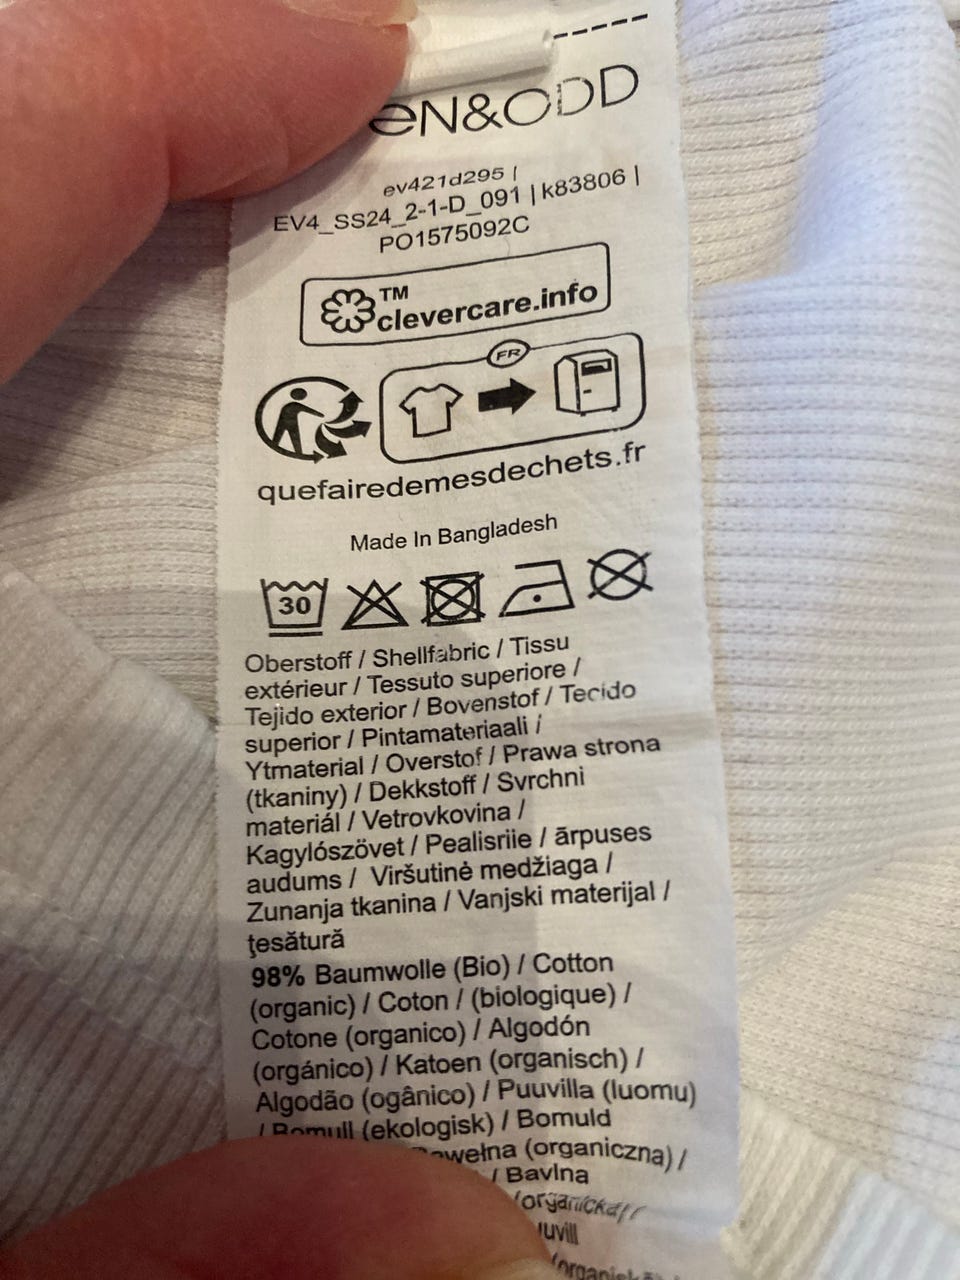 eN&ODD
ev421d295 |
EV4_SS24_2-1-D_091 | k83806 |
PO1575092C
TM
clevercare.info
FR
quefairedemesdechets.fr
Made In Bangladesh
30
Oberstoff / Shellfabric / Tissu
extérieur / Tessuto superiore /
Tejido exterior / Bovenstof / Tecido
superior / Pintamateriaali /
Ytmaterial / Overstof / Prawa strona
(tkaniny) / Dekkstoff / Svrchni
materiál / Vetrovkovina /
Kagylószövet / Pealisriie / ārpuses
audums / Viršutinė medžiaga /
Zunanja tkanina / Vanjski materijal /
ţesătură
98% Baumwolle (Bio) / Cotton
(organic) / Coton / (biologique) /
Cotone (organico) / Algodón
(orgánico) / Katoen (organisch) /
Algodão (ogânico) / Puuvilla (luomu)
/ Bomull (ekologisk) / Bomuld
(organiczna) /
/ Bavlna